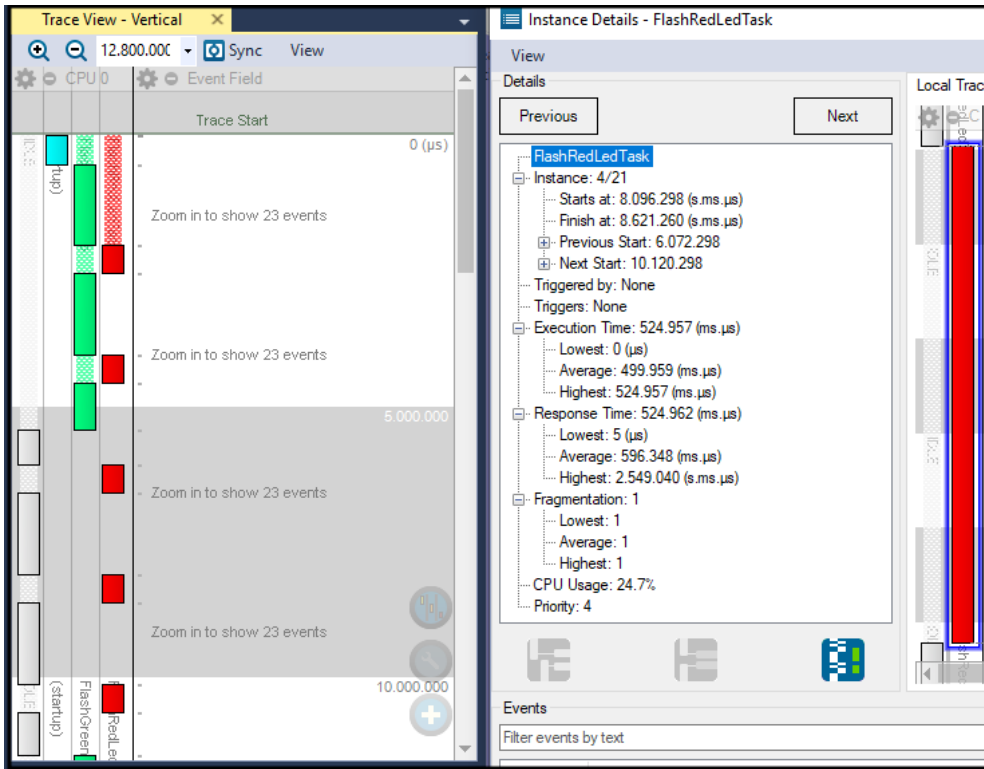 Trace View - Vertical
12.800.00
Sync
View
CPU 0
Event Field
Trace Start
0 (µs)
IDLE
tup)
Zoom in to show 23 events
Zoom in to show 23 events
5.000.000
Zoom in to show 23 events
Zoom in to show 23 events
10.000.000
(startup)
FlashGreen
RedLed
Instance Details - FlashRedLedTask
View
Details
Previous
Next
FlashRedLedTask
Instance: 4/21
Starts at: 8.096.298 (s.ms.µs)
Finish at: 8.621.260 (s.ms.µs)
Previous Start: 6.072.298
Next Start: 10.120.298
Triggered by: None
Triggers: None
Execution Time: 524.957 (ms.µs)
Lowest: 0 (µs)
Average: 499.959 (ms.µs)
Highest: 524.957 (ms.µs)
Response Time: 524.962 (ms.µs)
Lowest: 5 (µs)
Average: 596.348 (ms.µs)
Highest: 2.549.040 (s.ms.µs)
Fragmentation: 1
Lowest: 1
Average: 1
Highest: 1
CPU Usage: 24.7%
Priority: 4
Local Trac
IDLE
IDLE
Events
Filter events by text